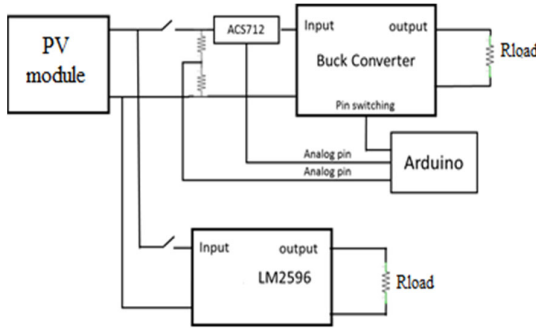 PV
module
ACS712
Input
output
Buck Converter
Pin switching
Rload
Analog pin
Analog pin
Arduino
Input
output
LM2596
Rload